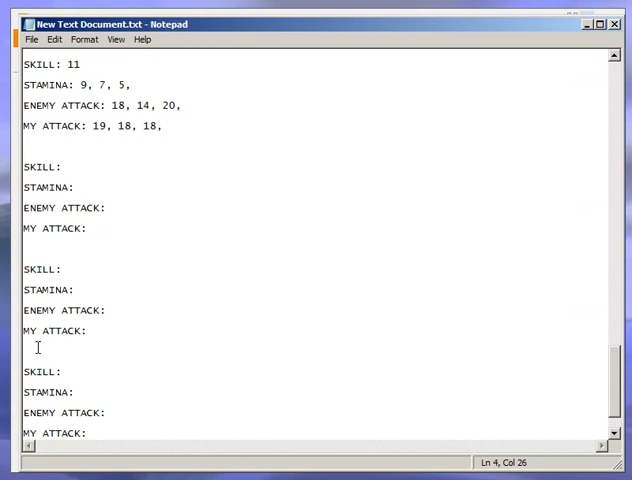 New Text Document.txt - Notepad
File Edit Format View Help
SKILL: 11
STAMINA: 9, 7, 5,
ENEMY ATTACK: 18, 14, 20,
MY ATTACK: 19, 18, 18,
SKILL:
STAMINA:
ENEMY ATTACK:
MY ATTACK:
SKILL:
STAMINA:
ENEMY ATTACK:
MY ATTACK:
SKILL:
STAMINA:
ENEMY ATTACK:
MY ATTACK:
Ln 4, Col 26